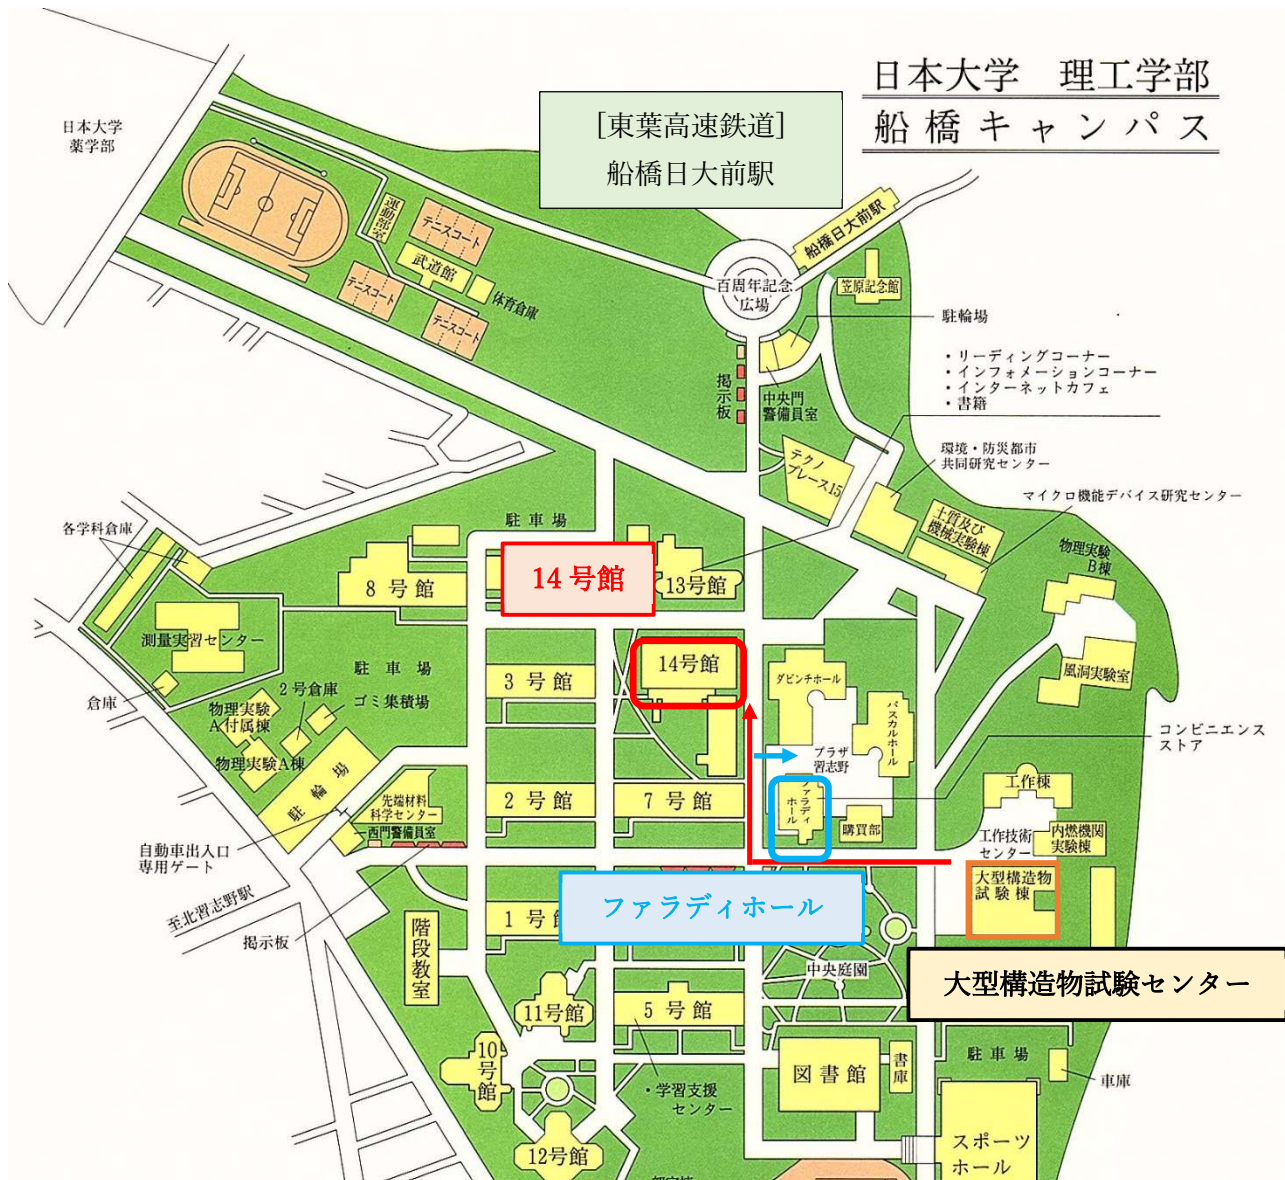 日本大学　理工学部
船橋キャンパス
[東葉高速鉄道]
船橋日大前駅
日本大学
薬学部
運動部室
テニスコート
武道館
体育倉庫
テニスコート
テニスコート
船橋日大前駅
百周年記念
広場
笠原記念館
駐輪場
・リーディングコーナー
・インフォメーションコーナー
・インターネットカフェ
・書籍
掲示板
中央門
警備員室
テクノ
プレース15
環境・防災都市
共同研究センター
マイクロ機能デバイス研究センター
土質及び
機械実験棟
物理実験
B棟
風洞実験室
各学科倉庫
駐車場
8号館
14号館
13号館
測量実習センター
倉庫
駐車場
2号倉庫
ゴミ集積場
物理実験
A付属棟
物理実験A棟
駐輪場
3号館
14号館
ダビンチホール
パスカルホール
プラザ
習志野
コンビニエンス
ストア
先端材料
科学センター
西門警備員室
2号館
7号館
ファラディ
ホール
購買部
工作棟
工作技術
センター
内燃機関
実験棟
自動車出入口
専用ゲート
至北習志野駅
掲示板
大型構造物
試験棟
1号
ファラディホール
階段教室
中央庭園
大型構造物試験センター
11号館
5号館
10号館
・学習支援
センター
図書館
書庫
駐車場
車庫
12号館
スポーツ
ホール